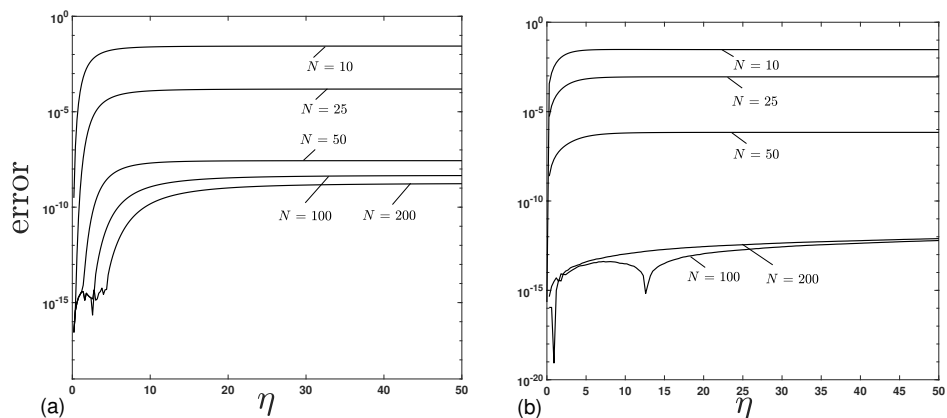 error
10^0
10^-5
10^-10
10^-15
N = 10
N = 25
N = 50
N = 100
N = 200
0 10 20 30 40 50
(a)
η
10^0
10^-5
10^-10
10^-15
10^-20
N = 10
N = 25
N = 50
N = 100
N = 200
0 5 10 15 20 25 30 35 40 45 50
(b)
η